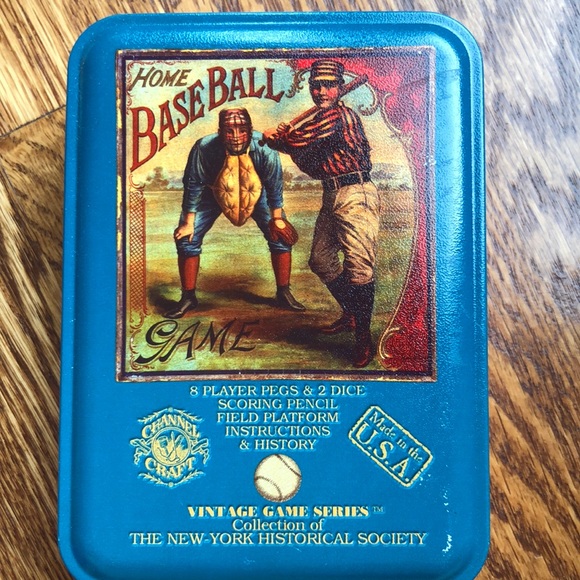 HOME
BASE BALL
GAME
8 PLAYER PEGS & 2 DICE
SCORING PENCIL
FIELD PLATFORM
INSTRUCTIONS
& HISTORY
CHANNEL
CRAFT
Made in the
U.S.A.
VINTAGE GAME SERIES™
Collection of
THE NEW-YORK HISTORICAL SOCIETY